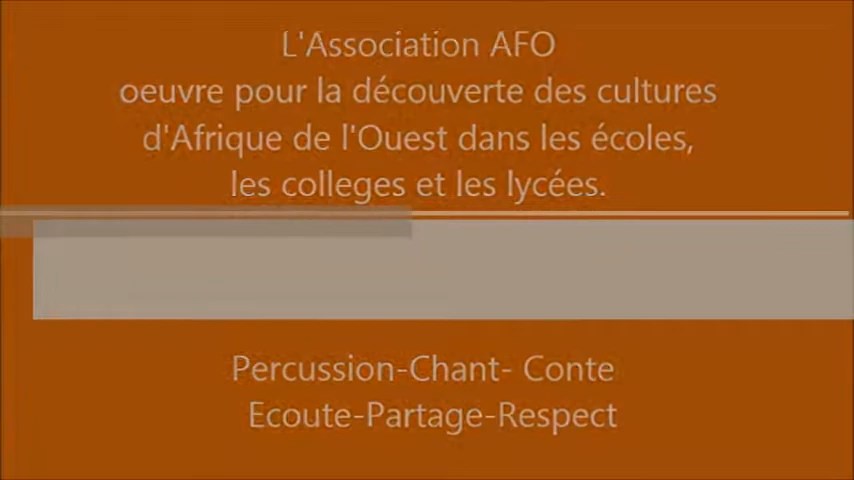 L'Association AFO
oeuvre pour la découverte des cultures
d'Afrique de l'Ouest dans les écoles,
les colleges et les lycées.
Percussion-Chant- Conte
Ecoute-Partage-Respect